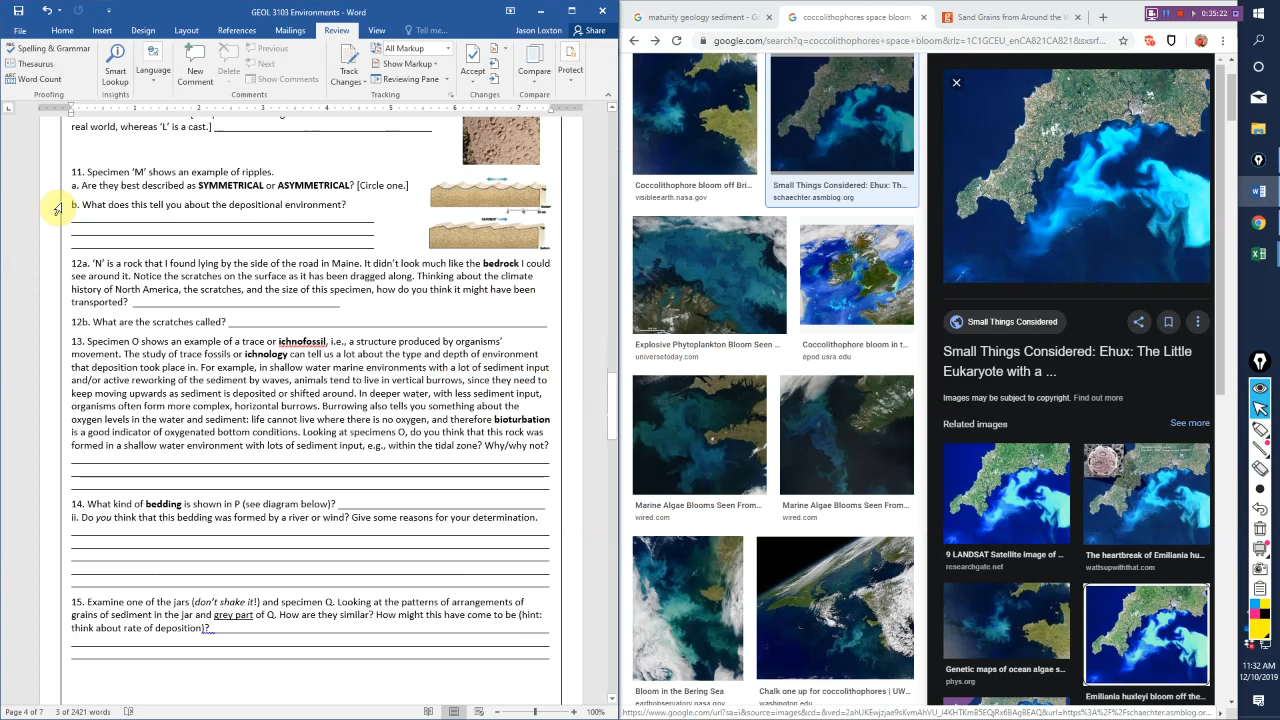 GEOL 3103 Environments - Word
Jason Loxton
File Home Insert Design Layout References Mailings Review View Tell me... Jason Loxton Share
Spelling & Grammar
Thesaurus
Word Count
Proofing
Smart Lookup
Insights
Language
New Comment
Delete
Previous
Next
Show Comments
Comments
Track Changes
All Markup
Show Markup
Reviewing Pane
Tracking
Accept
Changes
Compare
Compare
Protect
real world, whereas 'L' is a cast.]
11. Specimen 'M' shows an example of ripples.
i. Are they best described as SYMMETRICAL or ASYMMETRICAL? [Circle one.]
What does this tell you about the depositional environment?
12a. 'N' is a rock that I found lying by the side of the road in Maine. It didn't look much like the bedrock I could
see around it. Notice the scratches on the surface as it has been dragged along. Thinking about the climate
history of North America, the scratches, and the size of this specimen, how do you think it might have been
transported?
12b. What are the scratches called?
13. Specimen O shows an example of a trace or ichnofossil, i.e., a structure produced by organisms'
movement. The study of trace fossils or ichnology can tell us a lot about the type and depth of environment
that deposition took place in. For example, in shallow water marine environments with a lot of sediment input
and/or active reworking of the sediment by waves, animals tend to live in vertical burrows, since they need to
keep moving upwards as sediment is deposited or shifted around. In deeper water, with less sediment input,
organisms often form more complex, horizontal burrows. Burrowing also tells you something about the
oxygen levels in the water and sediment: life cannot live where there is no oxygen, and therefore bioturbation
is a good indicator of oxygenated bottom conditions. Looking at specimens O, do you think that this rock was
formed in a shallow water environment with lots of sediment input, e.g., within the tidal zone? Why/why not?
14. What kind of bedding is shown in P (see diagram below)?
ii. Do you think that this bedding was formed by a river or wind? Give some reasons for your determination.
15. Examine one of the jars (don't shake it!) and specimen Q. Looking at the patterns of arrangements of
grains of sediment in the jar and grey part of Q. How are they similar? How might this have come to be (hint:
think about rate of deposition)?
Page 4 of 7 3 of 2421 words 100%
maturity geology sediment - G
coccolithophores space bloom
Sand Grains from Around the W
00:35:22
google.com/search?q=coccolithophores+space+bloom&rlz=1C1GCEU_enCA821CA821&sxsrf...
Coccolithophore bloom off Bri...
visibleearth.nasa.gov
Small Things Considered: Ehux: Th...
schaechter.asmblog.org
Explosive Phytoplankton Bloom Seen ...
universetoday.com
Coccolithophore bloom in t...
epod.usra.edu
Marine Algae Blooms Seen From...
wired.com
Marine Algae Blooms Seen From...
wired.com
Bloom in the Bering Sea
earthobservatory.nasa.gov
Chalk one up for coccolithophores | UW...
washington.edu
Small Things Considered
Small Things Considered: Ehux: The Little
Eukaryote with a ...
Images may be subject to copyright. Find out more
Related images
See more
9 LANDSAT Satellite image of ...
researchgate.net
The heartbreak of Emiliania hu...
wattsupwiththat.com
Genetic maps of ocean algae s...
phys.org
Emiliania huxleyi bloom off the...
11:32 AM
12/10/2019